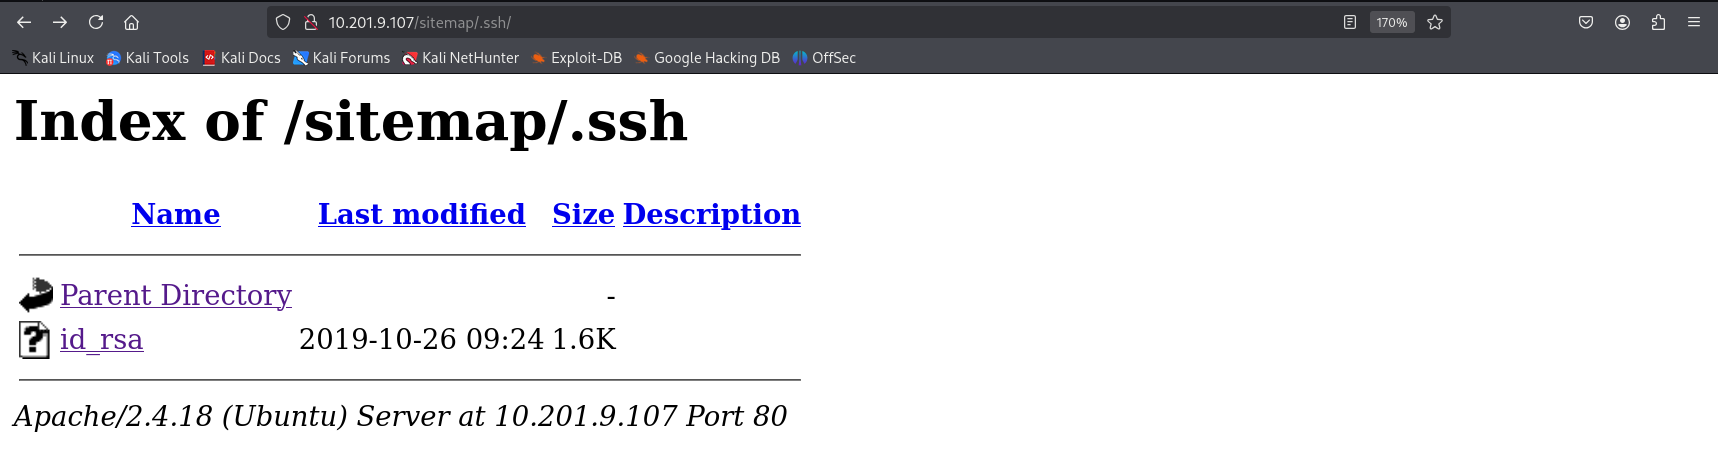 10.201.9.107/sitemap/.ssh/
170%
Kali Linux Kali Tools Kali Docs Kali Forums Kali NetHunter Exploit-DB Google Hacking DB OffSec
Index of /sitemap/.ssh
Name Last modified Size Description
Parent Directory -
id_rsa 2019-10-26 09:24 1.6K
Apache/2.4.18 (Ubuntu) Server at 10.201.9.107 Port 80